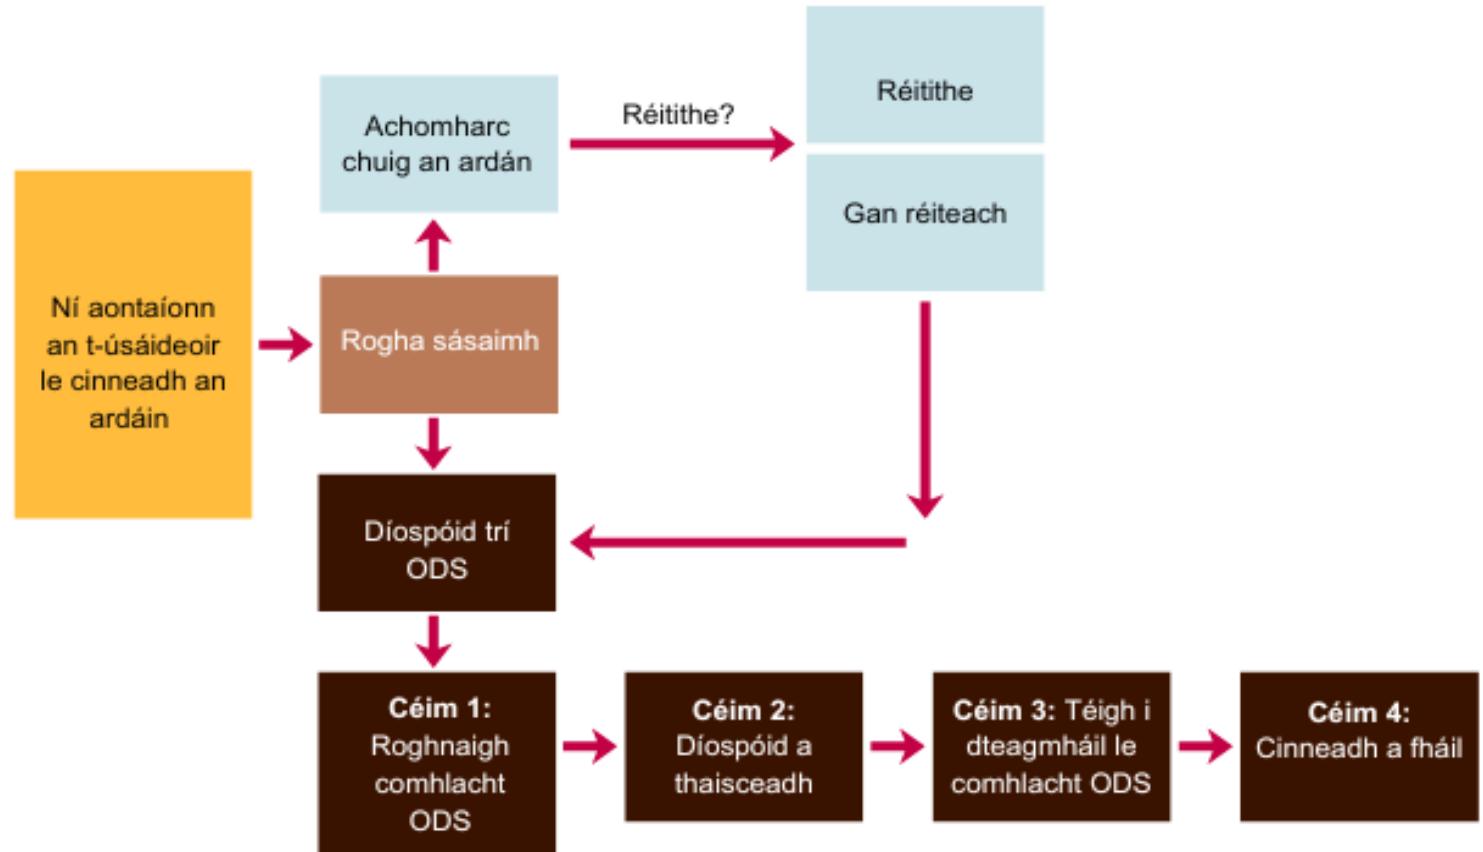 Ní aontaíonn
an t-úsáideoir
le cinneadh an
ardáin
Rogha sásaimh
Achomharc
chuig an ardán
Réitithe?
Réitithe
Gan réiteach
Díospóid trí
ODS
Céim 1:
Roghnaigh
comhlacht
ODS
Céim 2:
Díospóid a
thaisceadh
Céim 3: Téigh i
dteagmháil le
comhlacht ODS
Céim 4:
Cinneadh a fháil